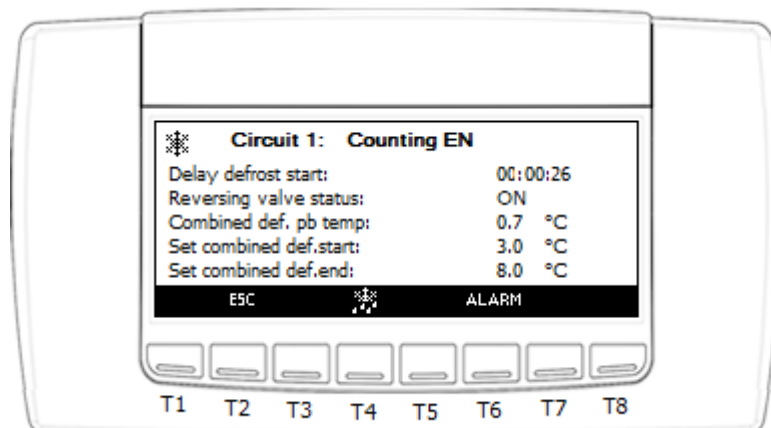 Circuit 1: Counting EN
Delay defrost start: 00:00:26
Reversing valve status: ON
Combined def. pb temp: 0.7 °C
Set combined def.start: 3.0 °C
Set combined def.end: 8.0 °C
ESC ALARM
T1 T2 T3 T4 T5 T6 T7 T8